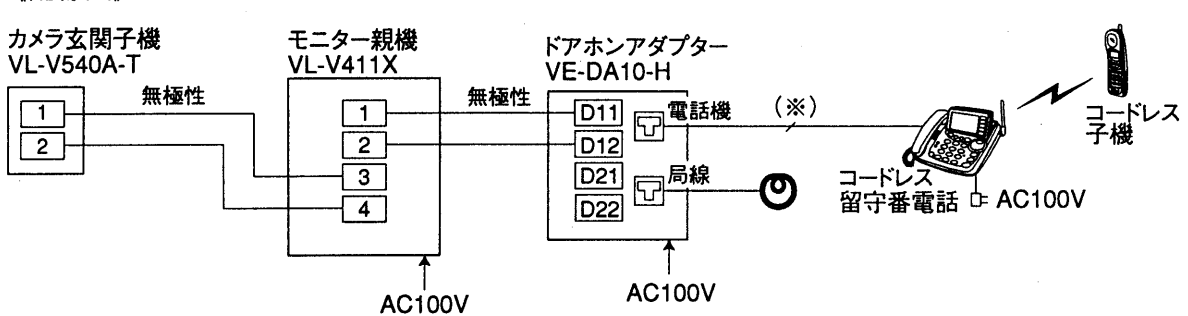 カメラ玄関子機
VL-V540A-T
1
2
無極性
モニター親機
VL-V411X
1
2
3
4
AC100V
無極性
ドアホンアダプター
VE-DA10-H
D11
D12
D21
D22
電話機
局線
AC100V
(※)
コードレス
留守番電話
AC100V
コードレス
子機